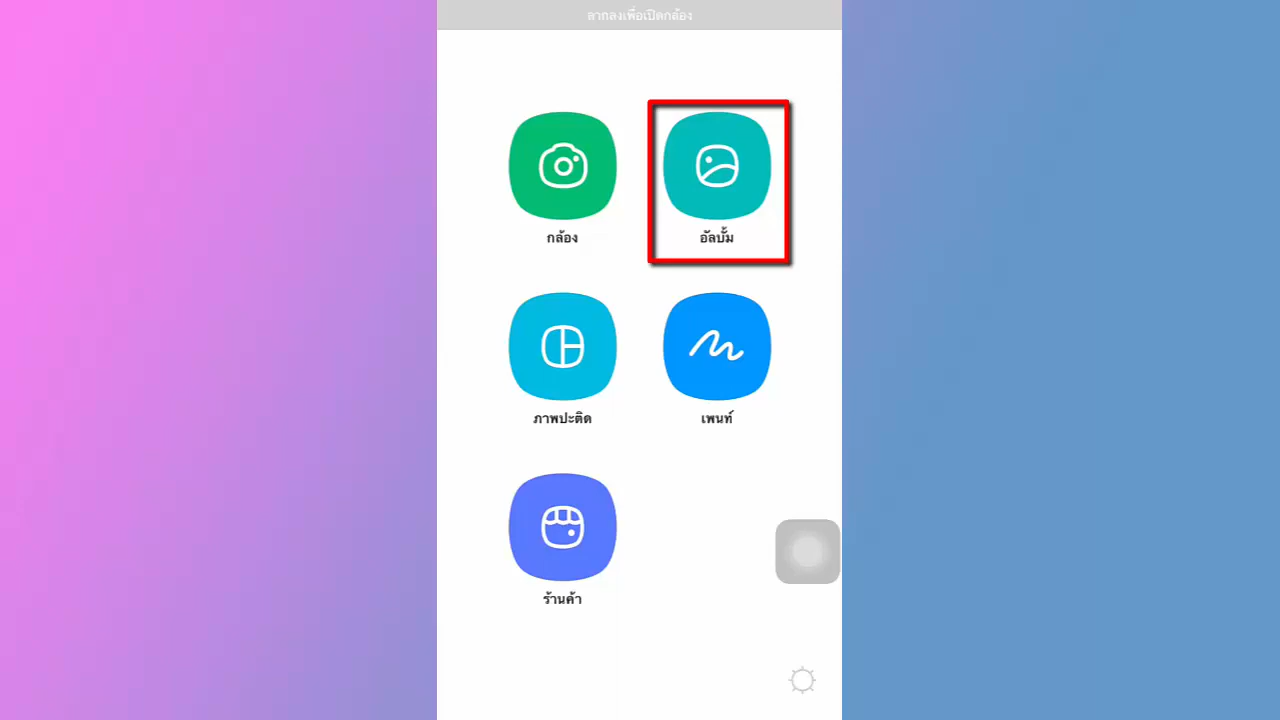 ลากลงเพื่อเปิดกล้อง
กล้อง
อัลบั้ม
ภาพปะติด
เพนท์
ร้านค้า